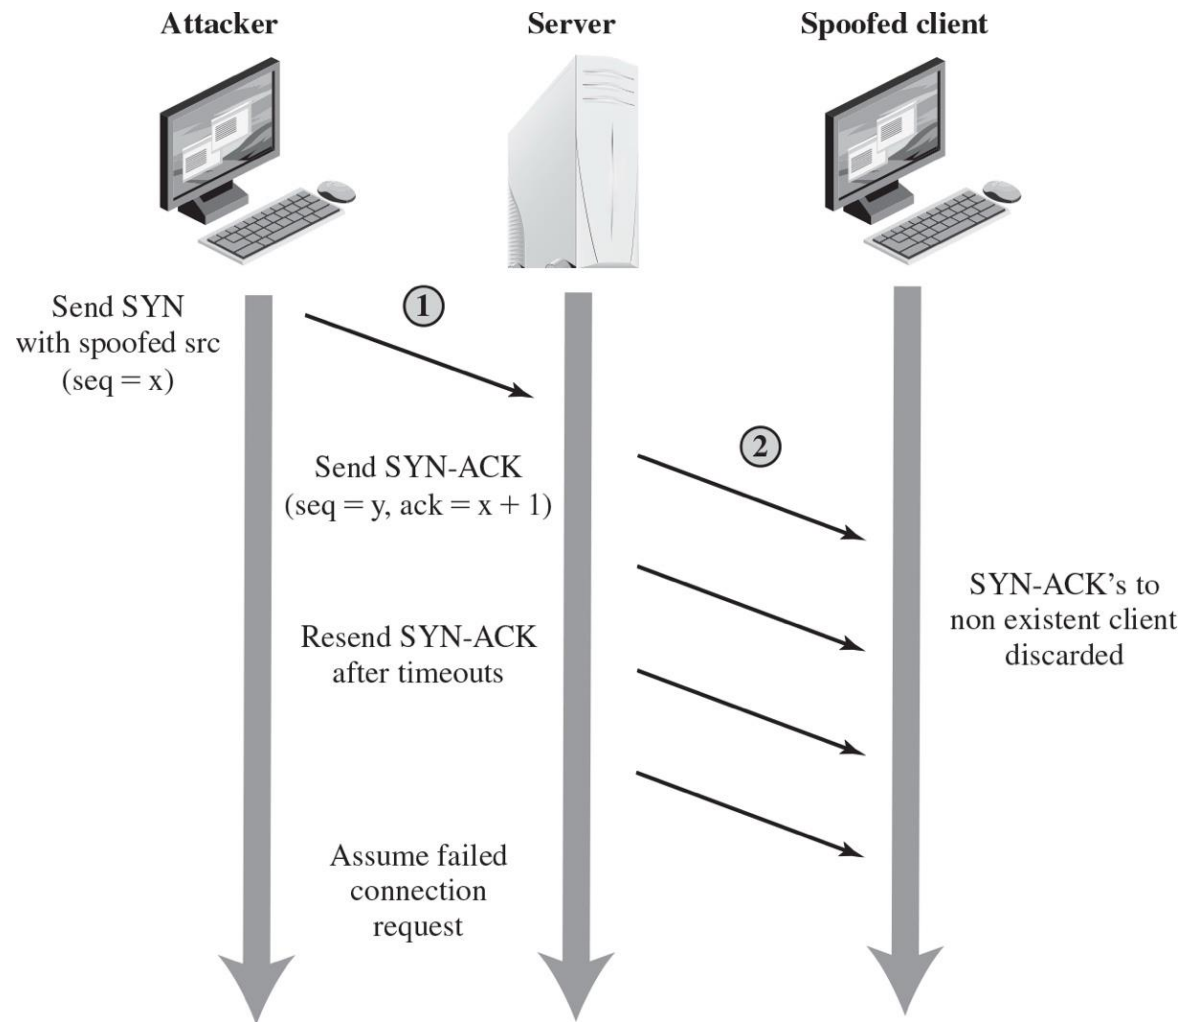 Attacker
Server
Spoofed client
Send SYN
with spoofed src
(seq = x)
1
2
Send SYN-ACK
(seq = y, ack = x + 1)
SYN-ACK’s to
non existent client
discarded
Resend SYN-ACK
after timeouts
Assume failed
connection
request